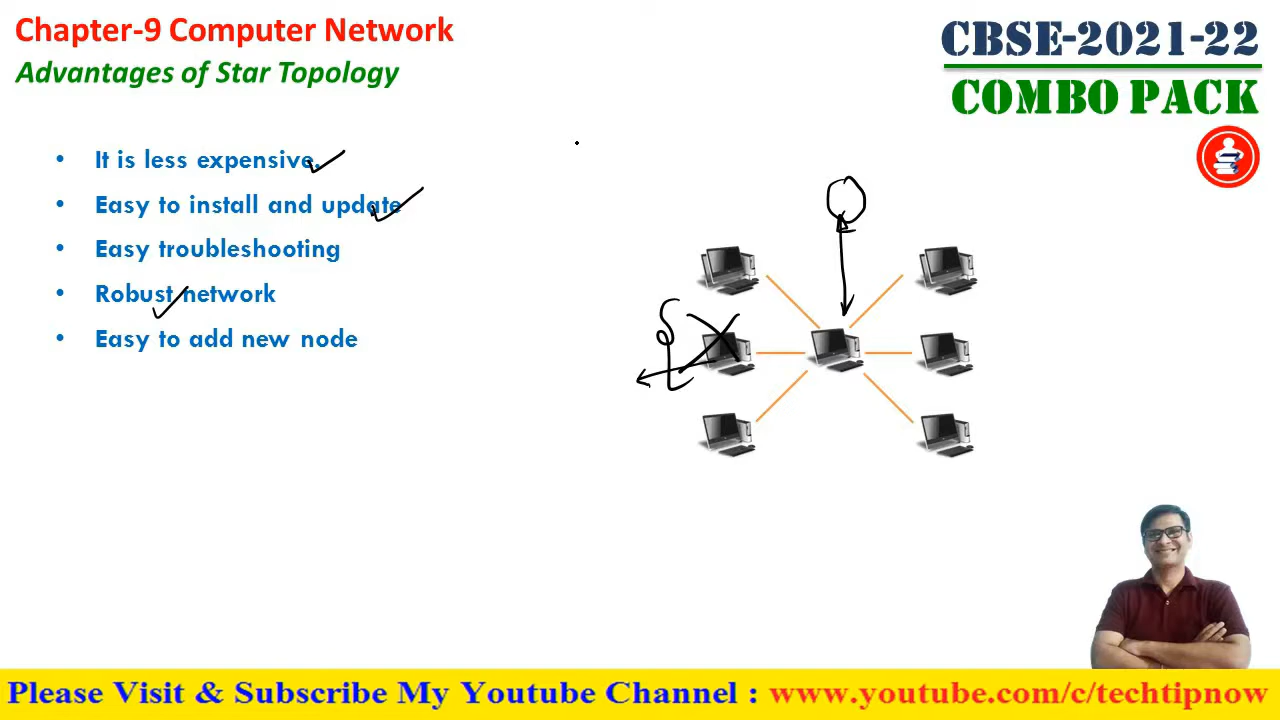 Chapter-9 Computer Network
Advantages of Star Topology
CBSE-2021-22
COMBO PACK
• It is less expensive.
• Easy to install and update
• Easy troubleshooting
• Robust network
• Easy to add new node
Please Visit & Subscribe My Youtube Channel : www.youtube.com/c/techtipnow